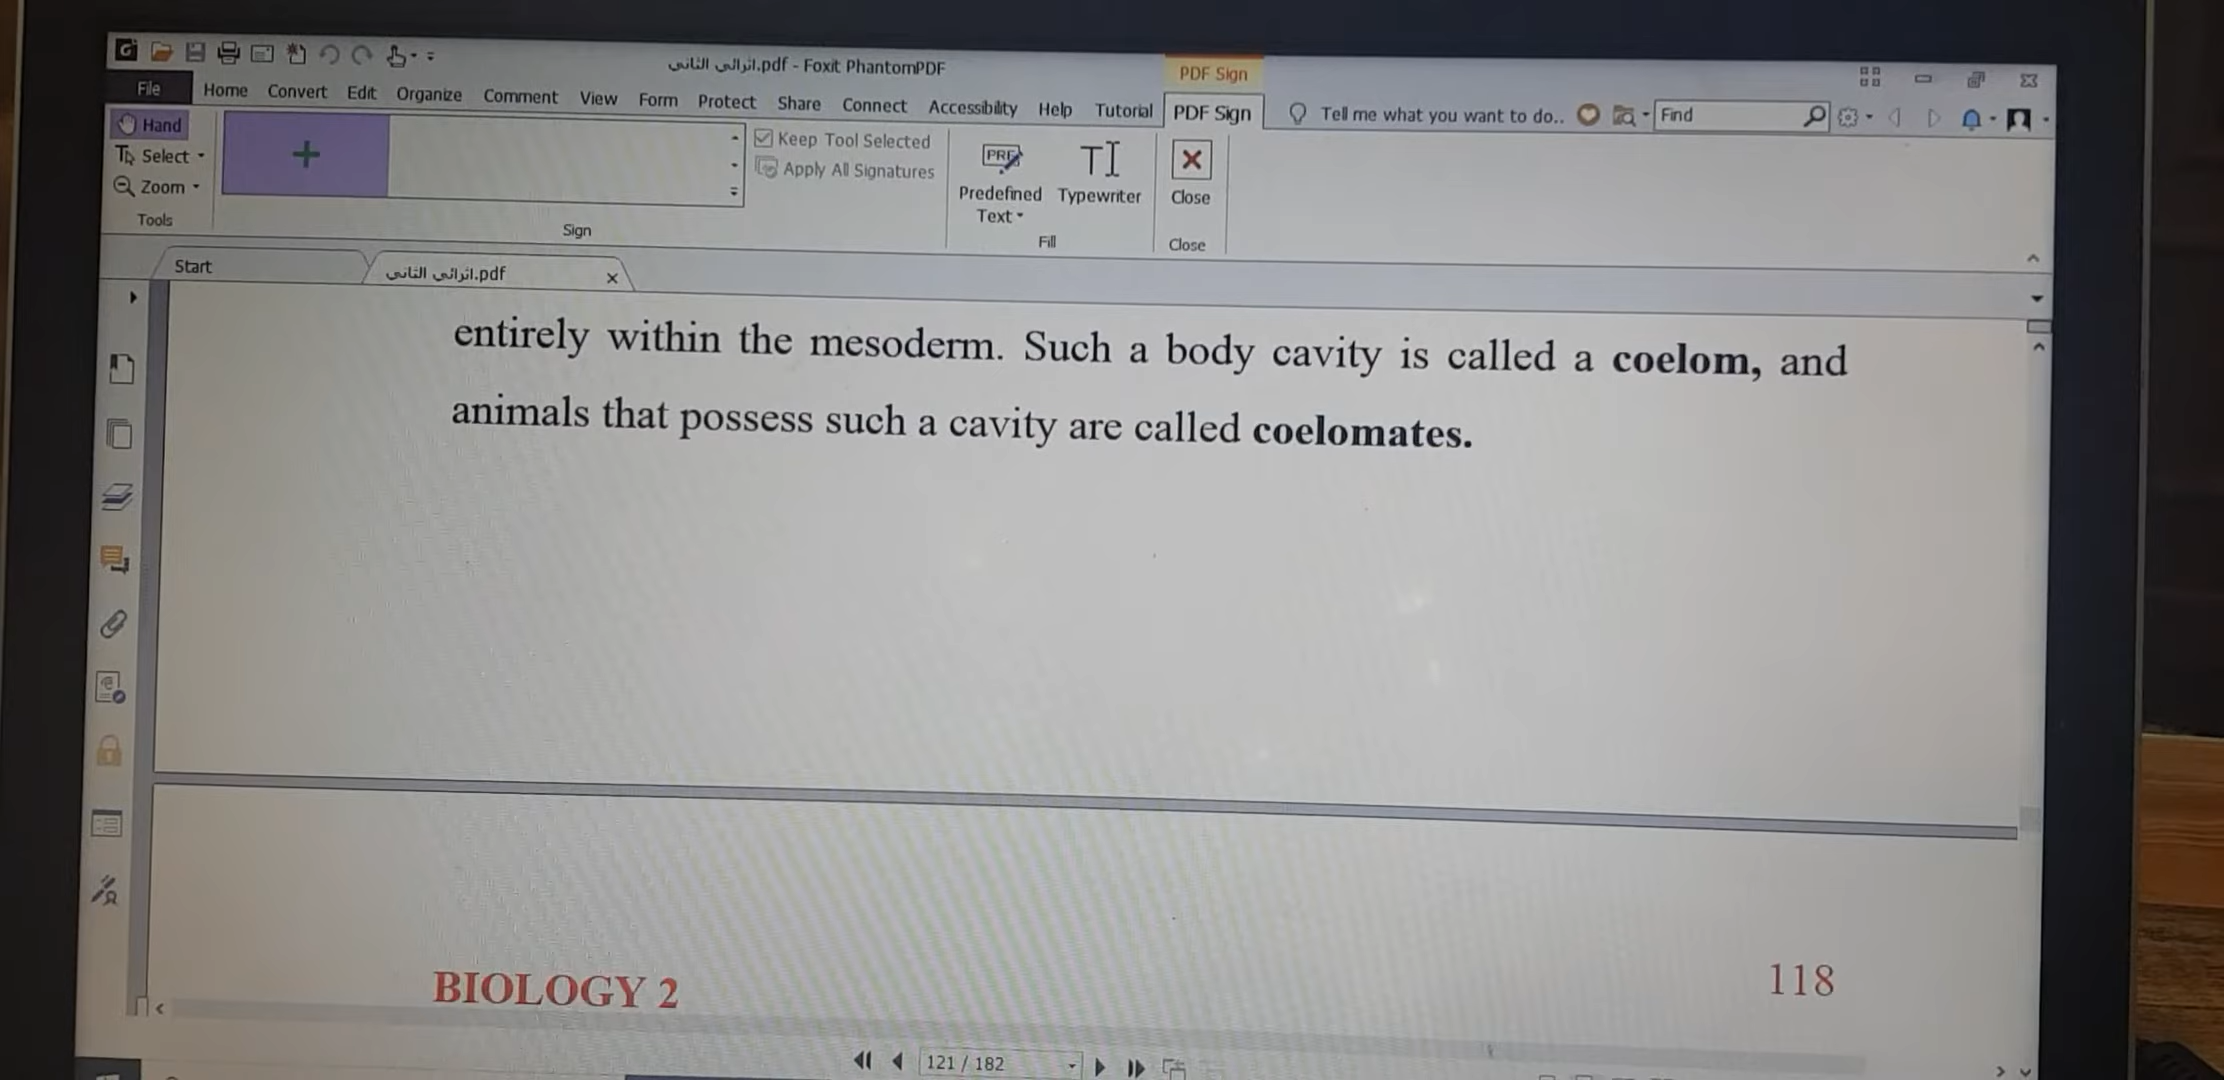 اثرائي الثاني.pdf - Foxit PhantomPDF
PDF Sign
File Home Convert Edit Organize Comment View Form Protect Share Connect Accessibility Help Tutorial PDF Sign Tell me what you want to do.. Find
Hand
Select
Zoom
Tools
Keep Tool Selected
Apply All Signatures
Sign
PRE
Predefined Text
Typewriter
Fill
Close
Close
Start
اثرائي الثاني.pdf
entirely within the mesoderm. Such a body cavity is called a coelom, and
animals that possess such a cavity are called coelomates.
BIOLOGY 2
118
121 / 182